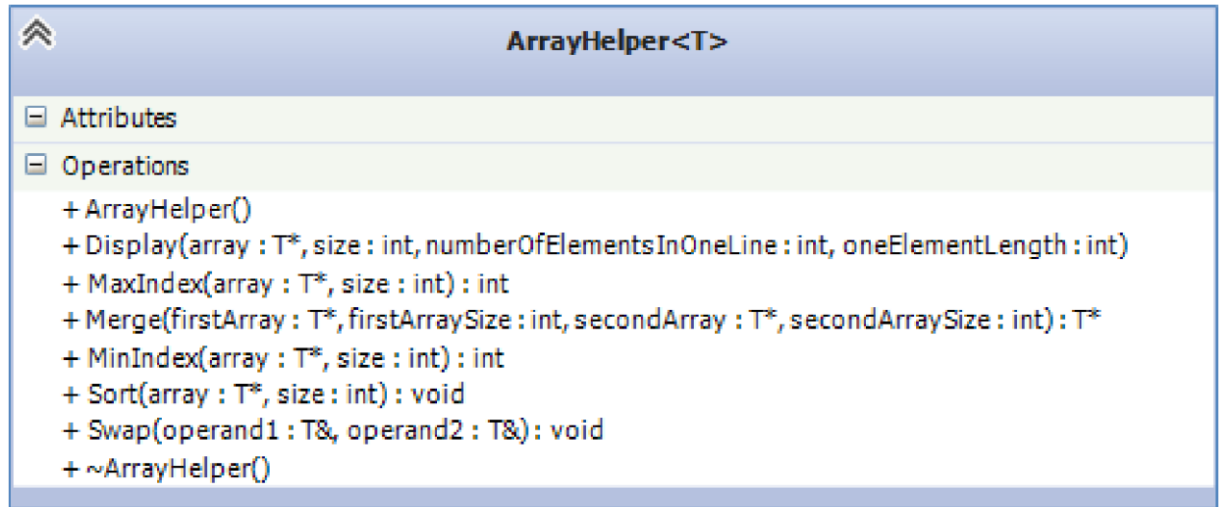 ArrayHelper<T>
Attributes
Operations
+ ArrayHelper()
+ Display(array : T*, size : int, numberOfElementsInOneLine : int, oneElementLength : int)
+ MaxIndex(array : T*, size : int) : int
+ Merge(firstArray : T*, firstArraySize : int, secondArray : T*, secondArraySize : int) : T*
+ MinIndex(array : T*, size : int) : int
+ Sort(array : T*, size : int) : void
+ Swap(operand1 : T&, operand2 : T&) : void
+ ~ArrayHelper()